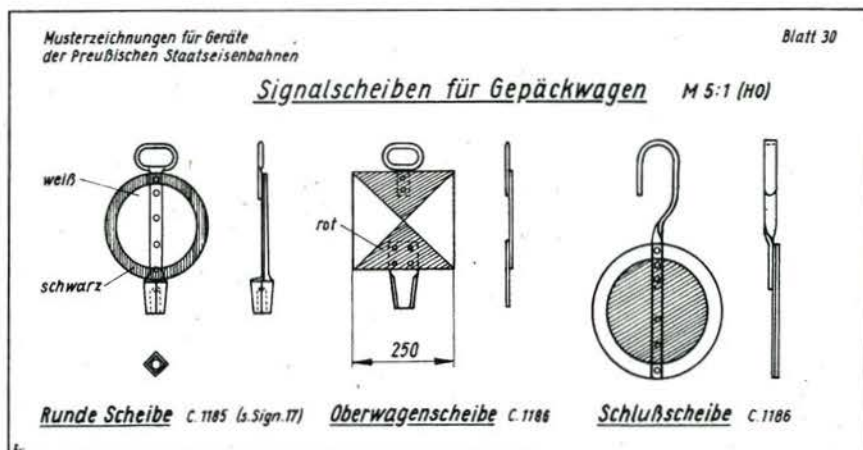 Musterzeichnungen für Geräte
der Preußischen Staatseisenbahnen
Blatt 30
Signalscheiben für Gepäckwagen M 5:1 (H0)
weiß
schwarz
rot
250
Runde Scheibe C.1185 (s.Sign.17)
Oberwagenscheibe C.1186
Schlußscheibe C.1186